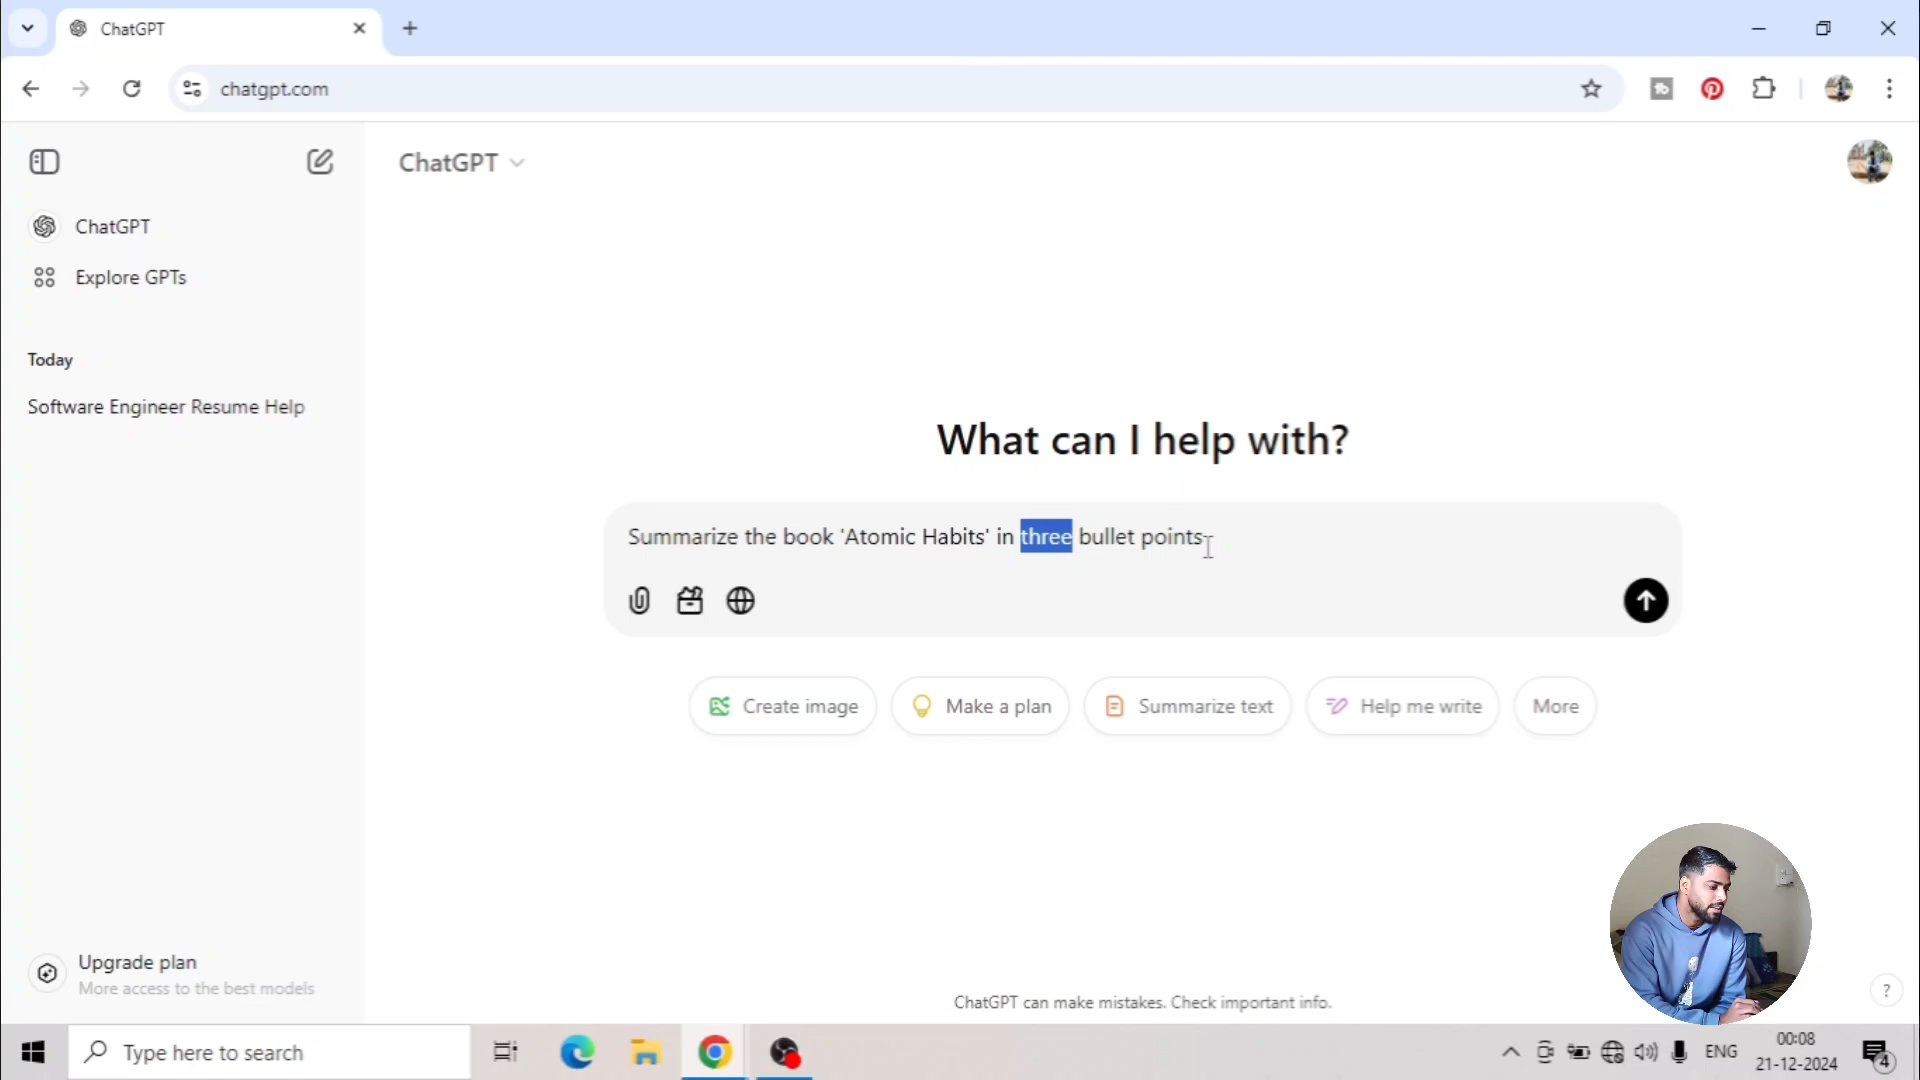 ChatGPT
chatgpt.com
ChatGPT
ChatGPT
Explore GPTs
Today
Software Engineer Resume Help
What can I help with?
Summarize the book 'Atomic Habits' in three bullet points.
Create image
Make a plan
Summarize text
Help me write
More
Upgrade plan
More access to the best models
ChatGPT can make mistakes. Check important info.
?
Type here to search
ENG
00:08
21-12-2024
4